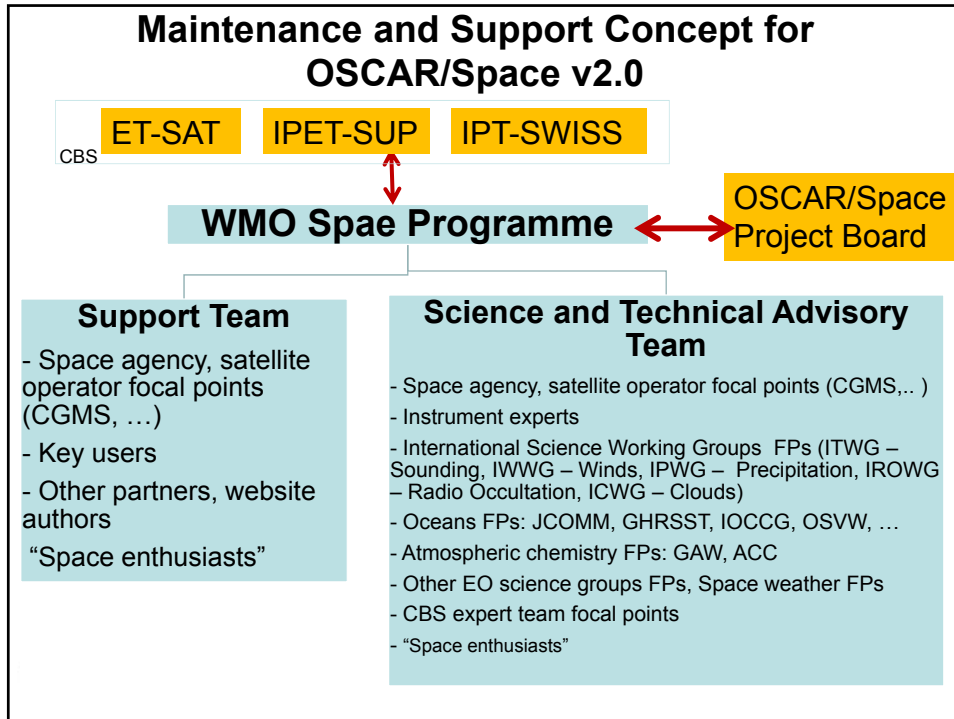 Maintenance and Support Concept for
OSCAR/Space v2.0
ET-SAT
IPET-SUP
IPT-SWISS
CBS
WMO Spae Programme
OSCAR/Space
Project Board
Support Team
- Space agency, satellite
operator focal points
(CGMS, …)
- Key users
- Other partners, website
authors
“Space enthusiasts”
Science and Technical Advisory
Team
- Space agency, satellite operator focal points (CGMS,.. )
- Instrument experts
- International Science Working Groups FPs (ITWG –
Sounding, IWWG – Winds, IPWG – Precipitation, IROWG
– Radio Occultation, ICWG – Clouds)
- Oceans FPs: JCOMM, GHRSST, IOCCG, OSVW, …
- Atmospheric chemistry FPs: GAW, ACC
- Other EO science groups FPs, Space weather FPs
- CBS expert team focal points
- “Space enthusiasts”